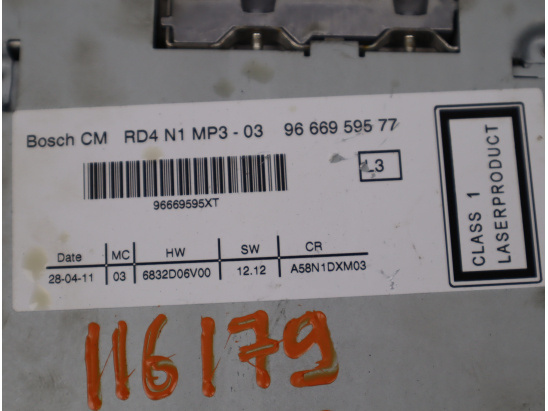 Bosch CM RD4 N1 MP3 - 03 96 669 595 77
L3
96669595XT
Date MC HW SW CR
28-04-11 03 6832D06V00 12.12 A58N1DXM03
CLASS 1
LASERPRODUCT
116179